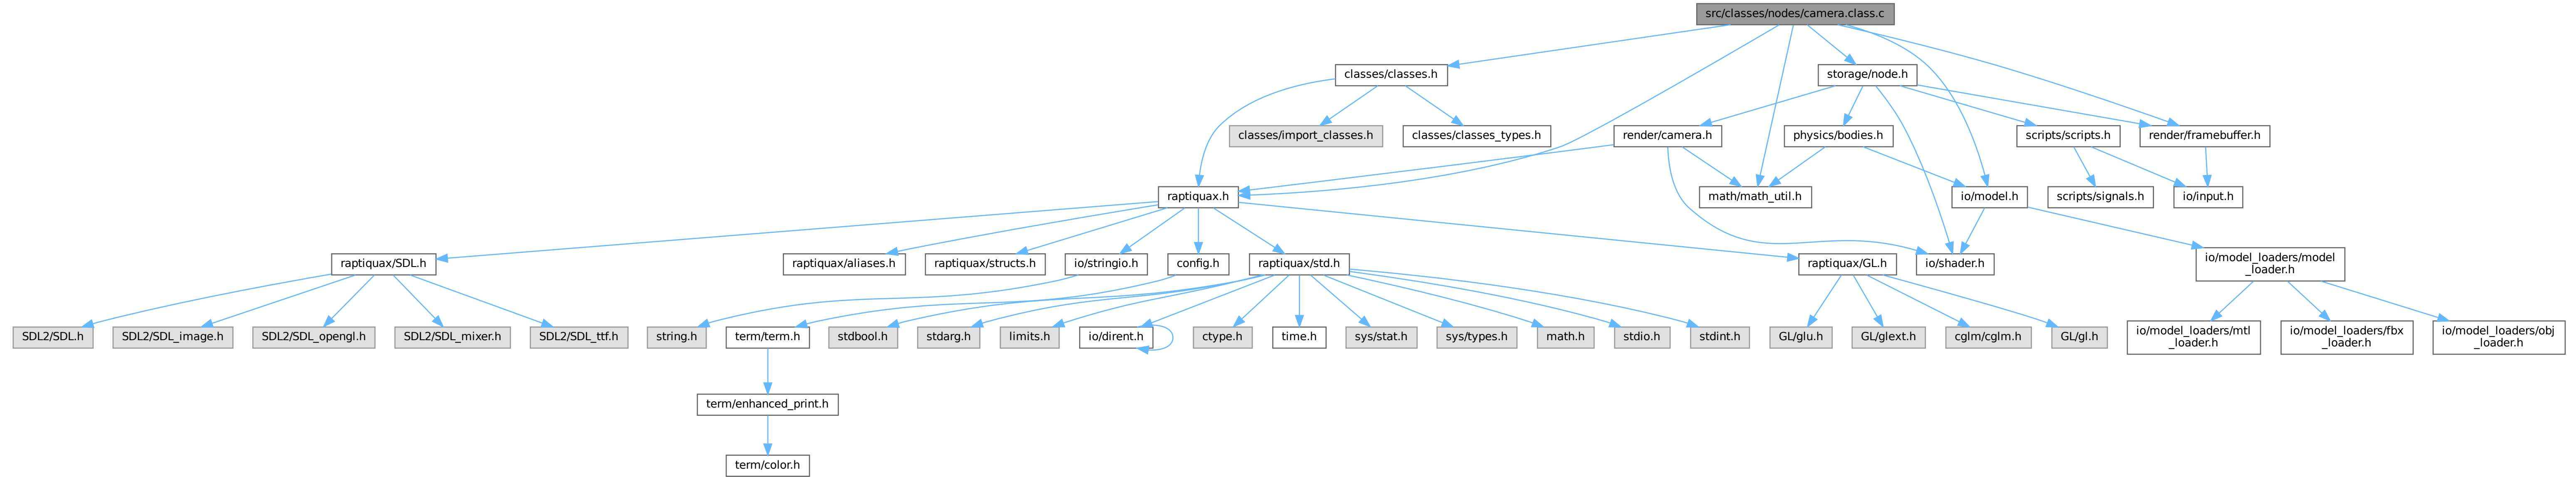 src/classes/nodes/camera.class.c
classes/classes.h
storage/node.h
classes/import_classes.h
classes/classes_types.h
render/camera.h
physics/bodies.h
scripts/scripts.h
render/framebuffer.h
raptiquax.h
math/math_util.h
io/model.h
scripts/signals.h
io/input.h
raptiquax/SDL.h
raptiquax/aliases.h
raptiquax/structs.h
io/stringio.h
config.h
raptiquax/std.h
raptiquax/GL.h
io/shader.h
io/model_loaders/model
_loader.h
SDL2/SDL.h
SDL2/SDL_image.h
SDL2/SDL_opengl.h
SDL2/SDL_mixer.h
SDL2/SDL_ttf.h
string.h
term/term.h
stdbool.h
stdarg.h
limits.h
io/dirent.h
ctype.h
time.h
sys/stat.h
sys/types.h
math.h
stdio.h
stdint.h
GL/glu.h
GL/glext.h
cglm/cglm.h
GL/gl.h
io/model_loaders/mtl
_loader.h
io/model_loaders/fbx
_loader.h
io/model_loaders/obj
_loader.h
term/enhanced_print.h
term/color.h